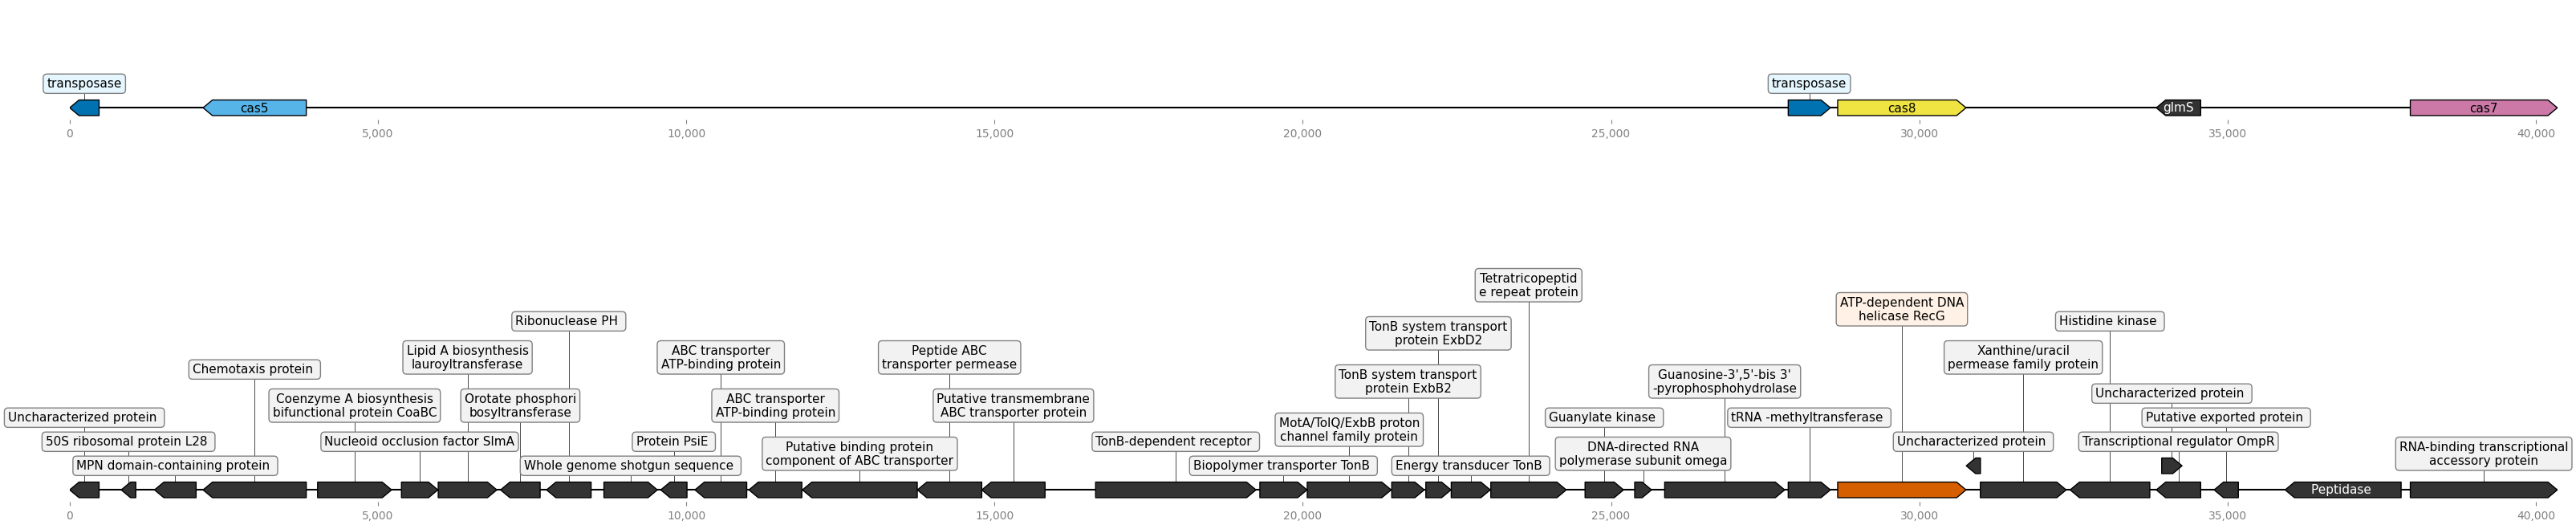 transposase
transposase
cas5
cas8
glmS
cas7
0
5,000
10,000
15,000
20,000
25,000
30,000
35,000
40,000
Tetratricopeptid
e repeat protein
ATP-dependent DNA
helicase RecG
Ribonuclease PH
Histidine kinase
TonB system transport
protein ExbD2
Lipid A biosynthesis
lauroyltransferase
ABC transporter
ATP-binding protein
Peptide ABC
transporter permease
Xanthine/uracil
permease family protein
Chemotaxis protein
TonB system transport
protein ExbB2
Guanosine-3',5'-bis 3'
-pyrophosphohydrolase
Uncharacterized protein
Coenzyme A biosynthesis
bifunctional protein CoaBC
Orotate phosphori
bosyltransferase
ABC transporter
ATP-binding protein
Putative transmembrane
ABC transporter protein
Uncharacterized protein
MotA/TolQ/ExbB proton
channel family protein
Guanylate kinase
tRNA -methyltransferase
Putative exported protein
50S ribosomal protein L28
Nucleoid occlusion factor SlmA
Protein PsiE
Putative binding protein
component of ABC transporter
TonB-dependent receptor
DNA-directed RNA
polymerase subunit omega
Uncharacterized protein
Transcriptional regulator OmpR
RNA-binding transcriptional
accessory protein
MPN domain-containing protein
Whole genome shotgun sequence
Biopolymer transporter TonB
Energy transducer TonB
Peptidase
0
5,000
10,000
15,000
20,000
25,000
30,000
35,000
40,000